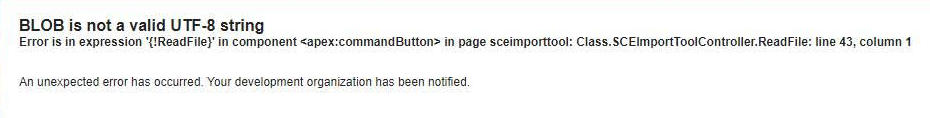 BLOB is not a valid UTF-8 string
Error is in expression '{!ReadFile}' in component <apex:commandButton> in page sceimporttool: Class.SCEImportToolController.ReadFile: line 43, column 1
An unexpected error has occurred. Your development organization has been notified.